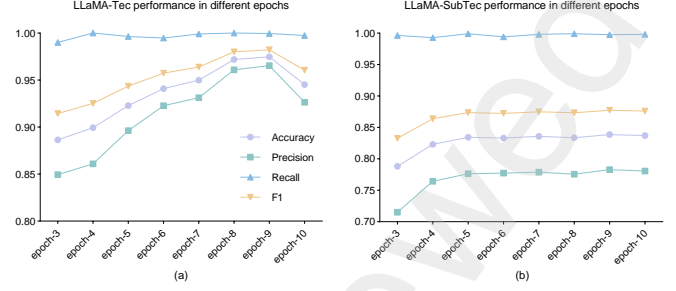 LLaMA-Tec performance in different epochs
1.00
0.95
0.90
0.85
0.80
Accuracy
Precision
Recall
F1
epoch-3
epoch-4
epoch-5
epoch-6
epoch-7
epoch-8
epoch-9
epoch-10
(a)
LLaMA-SubTec performance in different epochs
1.00
0.95
0.90
0.85
0.80
0.75
0.70
epoch-3
epoch-4
epoch-5
epoch-6
epoch-7
epoch-8
epoch-9
epoch-10
(b)